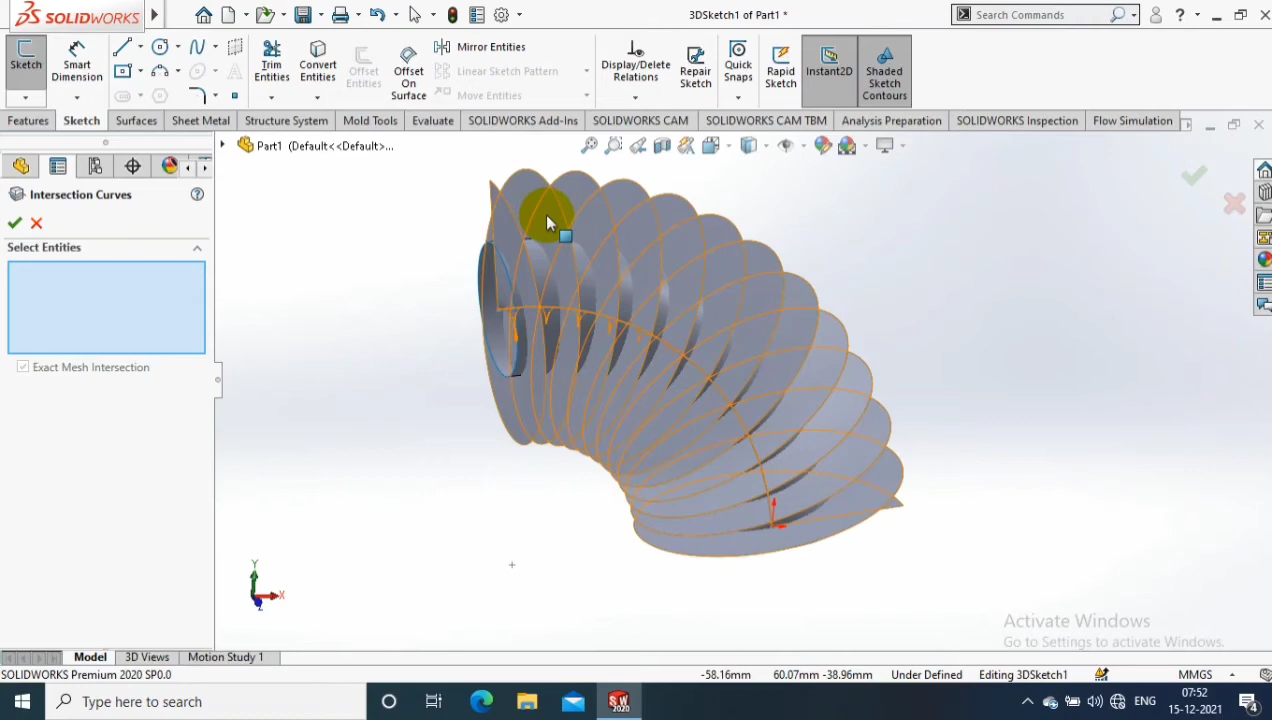 SOLIDWORKS
3DSketch1 of Part1 *
Search Commands
?
Sketch
Smart Dimension
Trim Entities
Convert Entities
Offset Entities
Offset On Surface
Mirror Entities
Linear Sketch Pattern
Move Entities
Display/Delete Relations
Repair Sketch
Quick Snaps
Rapid Sketch
Instant2D
Shaded Sketch Contours
Features
Sketch
Surfaces
Sheet Metal
Structure System
Mold Tools
Evaluate
SOLIDWORKS Add-Ins
SOLIDWORKS CAM
SOLIDWORKS CAM TBM
Analysis Preparation
SOLIDWORKS Inspection
Flow Simulation
Part1 (Default<<Default>...
Intersection Curves
?
Select Entities
Exact Mesh Intersection
Y
X
Z
Activate Windows
Go to Settings to activate Windows.
Model
3D Views
Motion Study 1
SOLIDWORKS Premium 2020 SP0.0
-58.16mm
60.07mm -38.96mm
Under Defined
Editing 3DSketch1
MMGS
Type here to search
SW
2020
ENG
07:52
15-12-2021
4